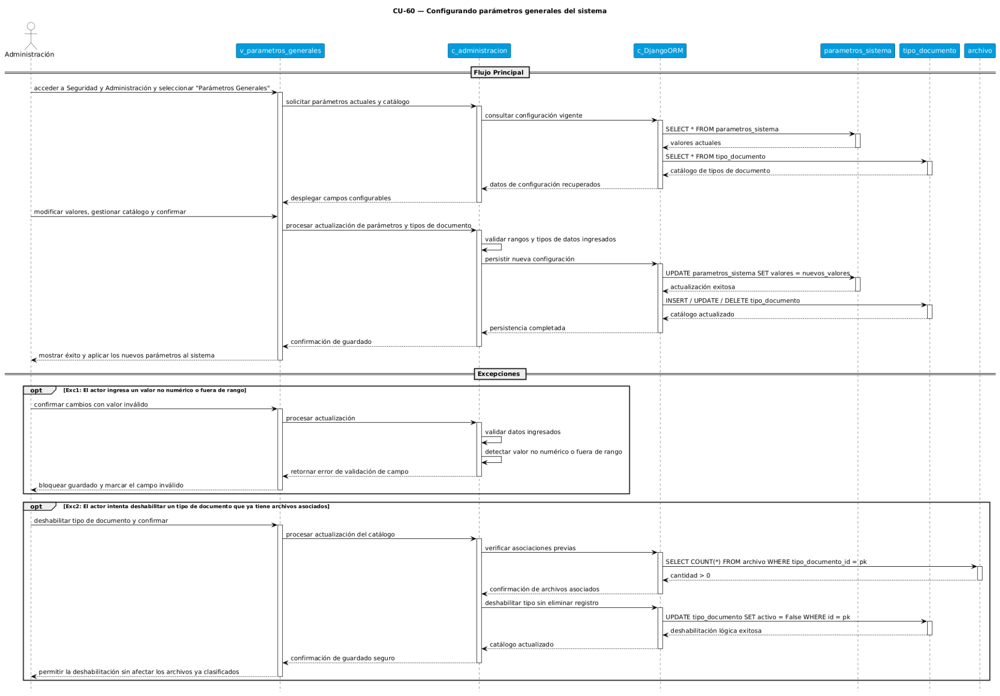 CU-60 — Configurando parámetros generales del sistema
Administración
v_parametros_generales
c_administracion
c_DjangoORM
parametros_sistema
tipo_documento
archivo
Flujo Principal
acceder a Seguridad y Administración y seleccionar "Parámetros Generales"
solicitar parámetros actuales y catálogo
consultar configuración vigente
SELECT * FROM parametros_sistema
valores actuales
SELECT * FROM tipo_documento
catálogo de tipos de documento
datos de configuración recuperados
desplegar campos configurables
modificar valores, gestionar catálogo y confirmar
procesar actualización de parámetros y tipos de documento
validar rangos y tipos de datos ingresados
persistir nueva configuración
UPDATE parametros_sistema SET valores = nuevos_valores
actualización exitosa
INSERT / UPDATE / DELETE tipo_documento
catálogo actualizado
persistencia completada
confirmación de guardado
mostrar éxito y aplicar los nuevos parámetros al sistema
Excepciones
opt [Exc1: El actor ingresa un valor no numérico o fuera de rango]
confirmar cambios con valor inválido
procesar actualización
validar datos ingresados
detectar valor no numérico o fuera de rango
retornar error de validación de campo
bloquear guardado y marcar el campo inválido
opt [Exc2: El actor intenta deshabilitar un tipo de documento que ya tiene archivos asociados]
deshabilitar tipo de documento y confirmar
procesar actualización del catálogo
verificar asociaciones previas
SELECT COUNT(*) FROM archivo WHERE tipo_documento_id = pk
cantidad > 0
confirmación de archivos asociados
deshabilitar tipo sin eliminar registro
UPDATE tipo_documento SET activo = False WHERE id = pk
deshabilitación lógica exitosa
catálogo actualizado
confirmación de guardado seguro
permitir la deshabilitación sin afectar los archivos ya clasificados